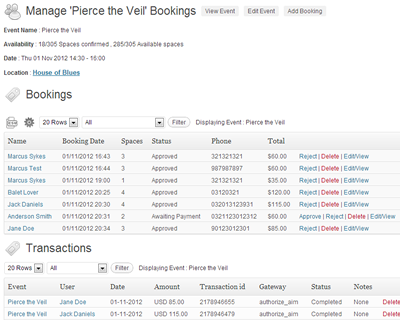 Manage 'Pierce the Veil' Bookings View Event Edit Event Add Booking
Event Name : Pierce the Veil
Availability : 18/305 Spaces confirmed , 285/305 Available spaces
Date : Thu 01 Nov 2012 14:30 - 16:00
Location : House of Blues
Bookings
20 Rows All Filter Displaying Event : Pierce the Veil
Name Booking Date Spaces Status Phone Total
Marcus Sykes 01/11/2012 16:43 3 Approved 321321321 $60.00 Reject | Delete | Edit/View
Marcus Test 01/11/2012 16:44 3 Approved 987987897 $60.00 Reject | Delete | Edit/View
Marcus Sykes 01/11/2012 19:00 1 Approved 321321321 $35.00 Reject | Delete | Edit/View
Balet Lover 01/11/2012 20:25 4 Approved 03120321 $120.00 Reject | Delete | Edit/View
Jack Daniels 01/11/2012 20:30 4 Approved 032013123931 $115.00 Reject | Delete | Edit/View
Anderson Smith 01/11/2012 20:31 2 Awaiting Payment 03211230012312 $60.00 Approve | Reject | Delete | Edit/View
Jane Doe 01/11/2012 20:34 3 Approved 90123012301 $85.00 Reject | Delete | Edit/View
Transactions
20 Rows All Filter Displaying Event : Pierce the Veil
Event User Date Amount Transaction id Gateway Status Notes
Pierce the Veil Jane Doe 01-11-2012 USD 85.00 2178946655 authorize_aim Completed None Delete
Pierce the Veil Jack Daniels 01-11-2012 USD 115.00 2178946479 authorize_aim Completed None Delete